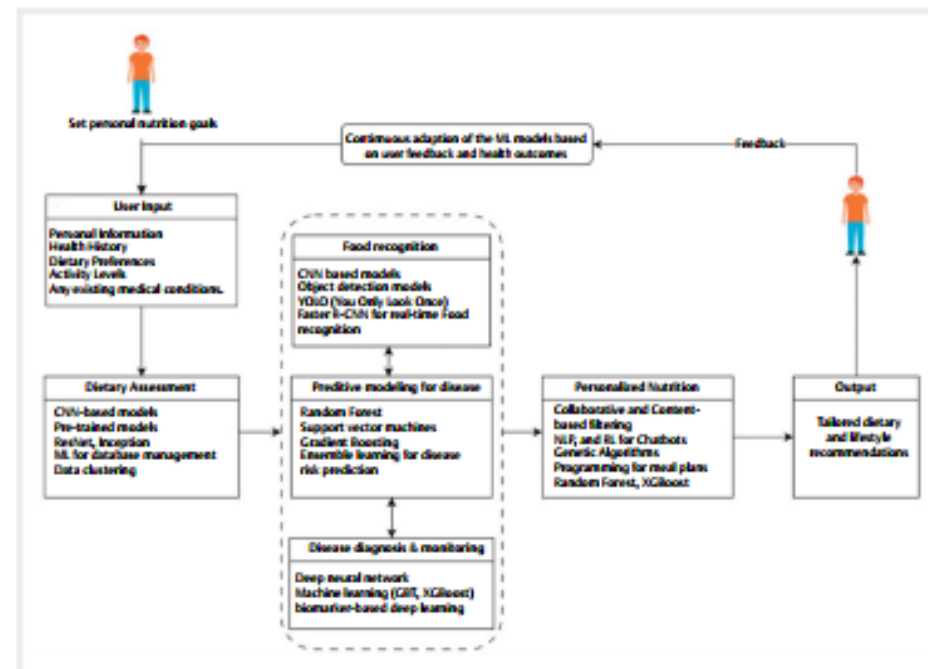 Set personal nutrition goals
Continuous adaption of the ML models based
on user feedback and health outcomes
Feedback
User Input
Personal Information
Health History
Dietary Preferences
Activity Levels
Any existing medical conditions.
Food recognition
CNN based models
Object detection models
YOLO (You Only Look Once)
Faster R-CNN for real-time Food
recognition
Dietary Assessment
CNN-based models
Pre-trained models
ResNet, Inception
ML for database management
Data clustering
Preditive modeling for disease
Random Forest
Support vector machines
Gradient Boosting
Ensemble learning for disease
risk prediction
Personalized Nutrition
Collaborative and Content-
based filtering
NLP, and RL for Chatbots
Genetic Algorithms
Programming for meal plans
Random Forest, XGBoost
Output
Tailored dietary
and lifestyle
recommendations
Disease diagnosis & monitoring
Deep neural network
Machine learning (GBT, XGBoost)
biomarker-based deep learning